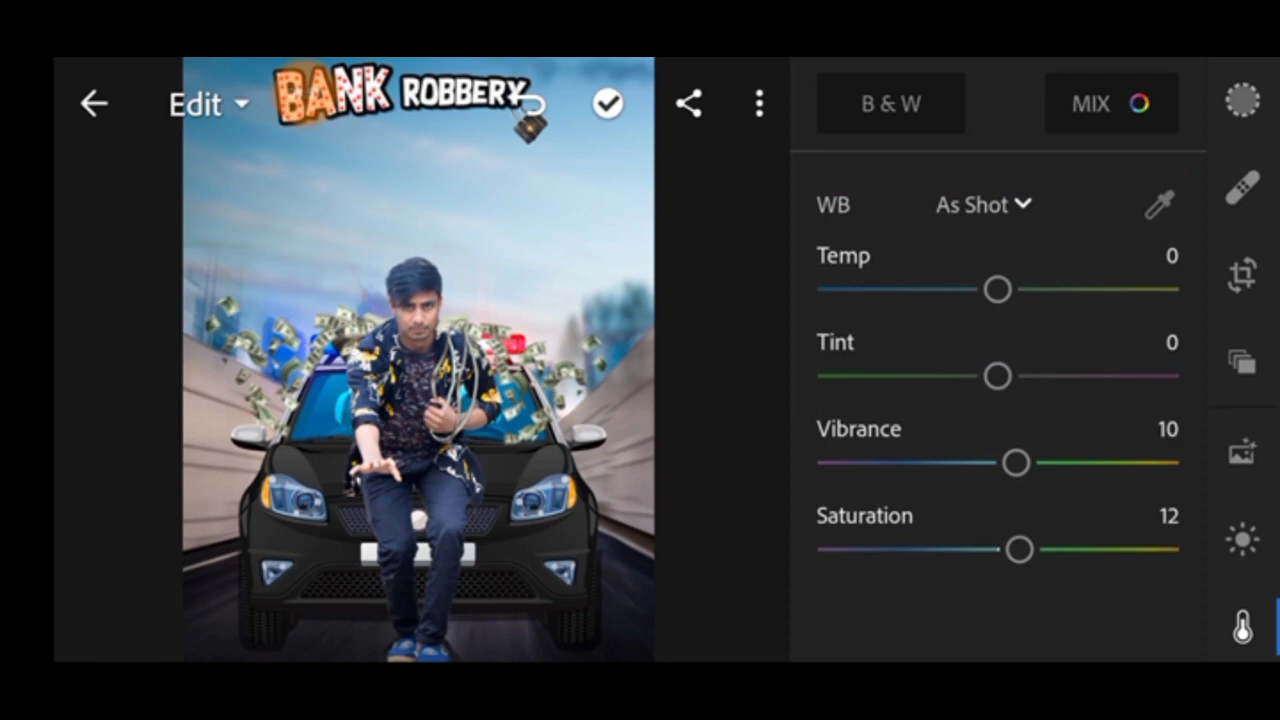 Edit
BANK ROBBERY
B & W
MIX
WB
As Shot
Temp
0
Tint
0
Vibrance
10
Saturation
12